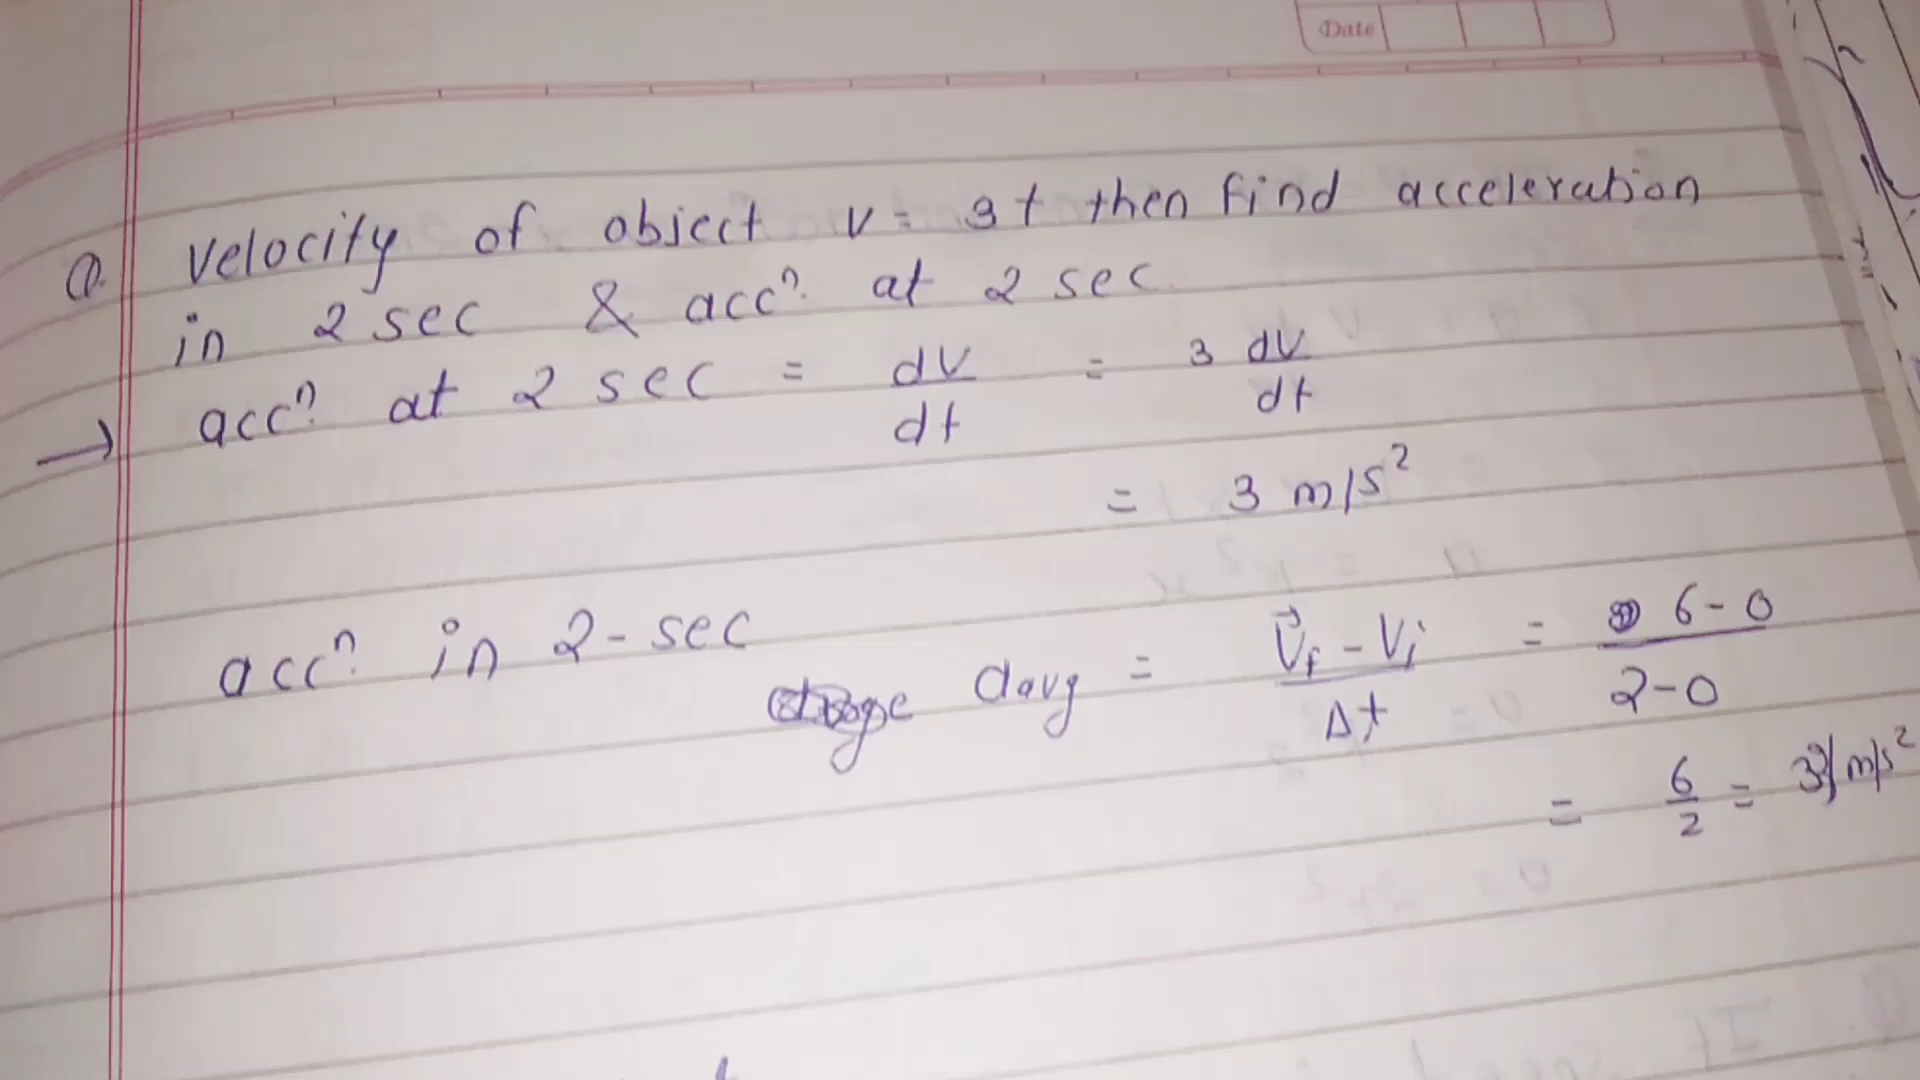 Date
Q. Velocity of object v = 3t then find acceleration
in 2 sec & accⁿ. at 2 sec.
→ accⁿ. at 2 sec = dv/dt = 3 dv/dt
= 3 m/s²
accⁿ. in 2-sec
aavg = V⃗f - Vi / Δt = 6-0 / 2-0
= 6/2 = 3 m/s²